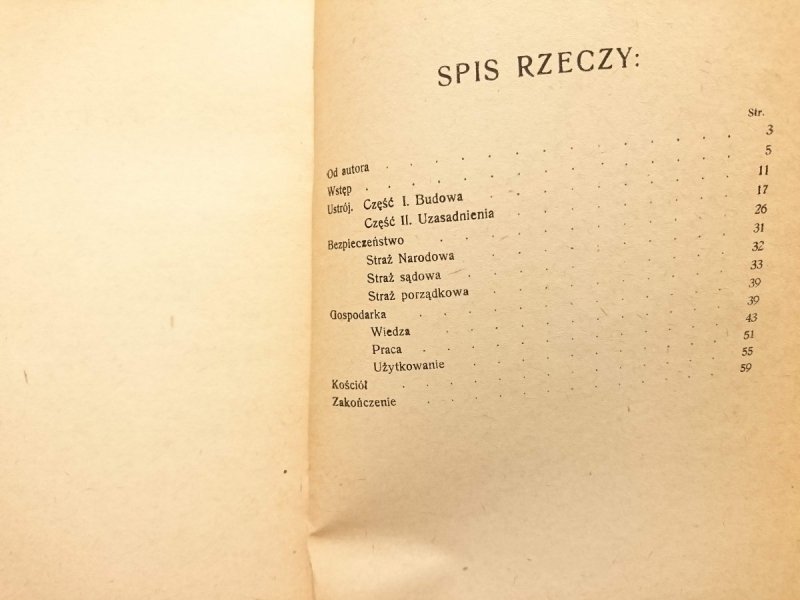 SPIS RZECZY:
Str.
Od autora . . . . . . . . . . . . . . 3
Wstęp . . . . . . . . . . . . . . 5
Ustrój. Część I. Budowa . . . . . . . . . . 11
Część II. Uzasadnienia . . . . . . . . 17
Bezpieczeństwo . . . . . . . . . . . . 26
Straż Narodowa . . . . . . . . . . 31
Straż sądowa . . . . . . . . . . 32
Straż porządkowa . . . . . . . . . 33
Gospodarka . . . . . . . . . . . . 39
Wiedza . . . . . . . . . . . 39
Praca . . . . . . . . . . . . 43
Użytkowanie . . . . . . . . . . 51
Kościół . . . . . . . . . . . . . 55
Zakończenie . . . . . . . . . . . . 59